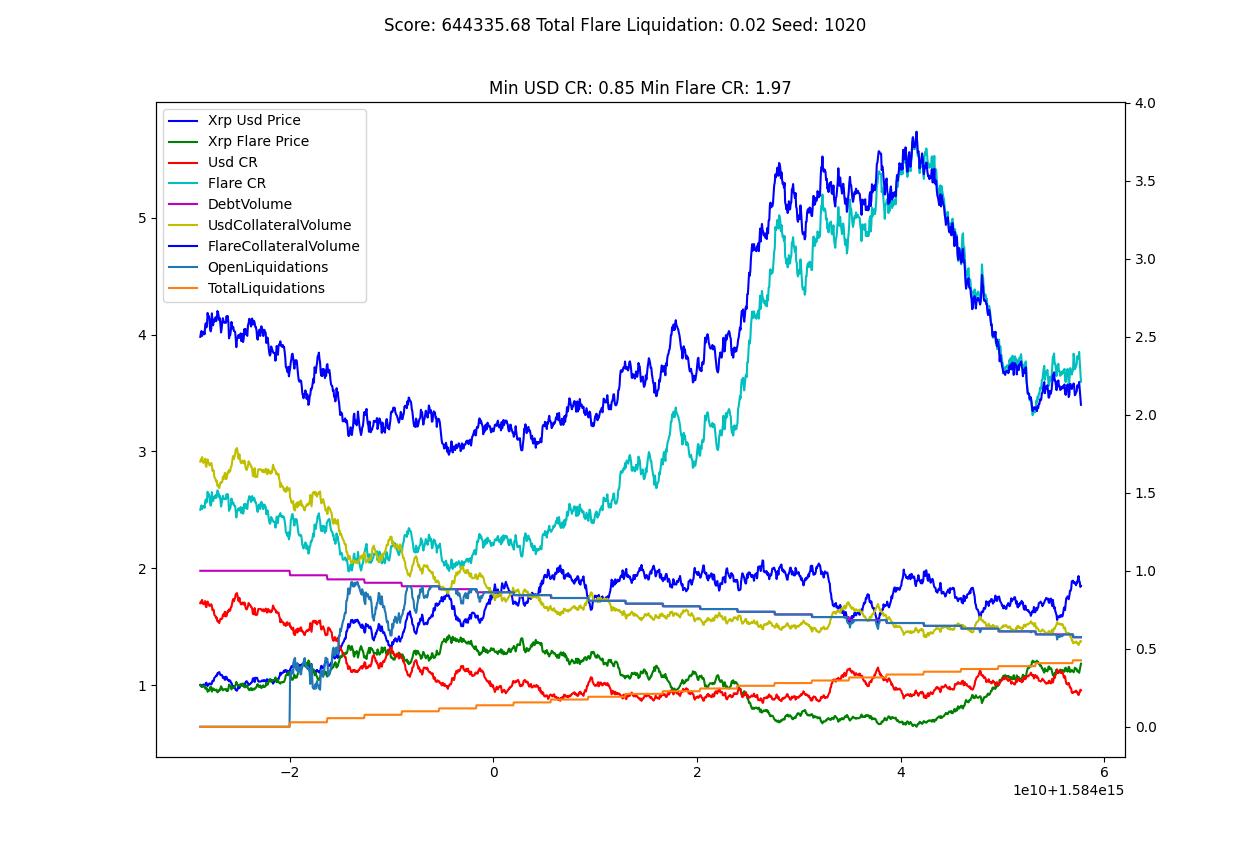 Score: 644335.68 Total Flare Liquidation: 0.02 Seed: 1020
Min USD CR: 0.85 Min Flare CR: 1.97
Xrp Usd Price
Xrp Flare Price
Usd CR
Flare CR
DebtVolume
UsdCollateralVolume
FlareCollateralVolume
OpenLiquidations
TotalLiquidations
5
4
3
2
1
4.0
3.5
3.0
2.5
2.0
1.5
1.0
0.5
0.0
−2 0 2 4 6
1e10+1.584e15